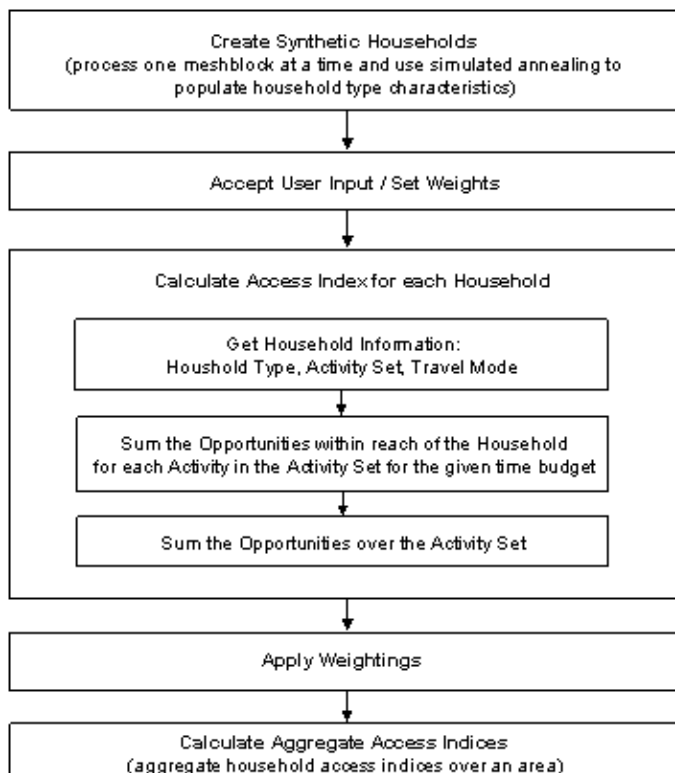 Create Synthetic Households
(process one meshblock at a time and use simulated annealing to
populate household type characteristics)
Accept User Input / Set Weights
Calculate Access Index for each Household
Get Household Information:
Houshold Type, Activity Set, Travel Mode
Sum the Opportunities within reach of the Household
for each Activity in the Activity Set for the given time budget
Sum the Opportunities over the Activity Set
Apply Weightings
Calculate Aggregate Access Indices
(aggregate household access indices over an area)